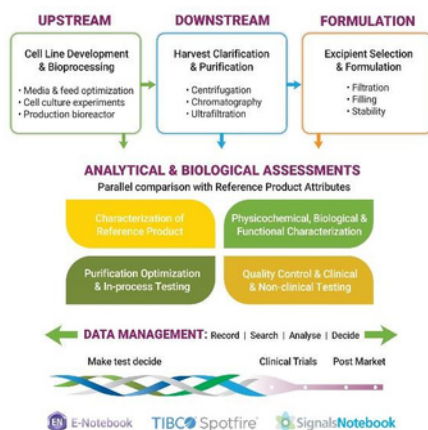 UPSTREAM
DOWNSTREAM
FORMULATION
Cell Line Development
& Bioprocessing
• Media & feed optimization
• Cell culture experiments
• Production bioreactor
Harvest Clarification
& Purification
• Centrifugation
• Chromatography
• Ultrafiltration
Excipient Selection
& Formulation
• Filtration
• Filling
• Stability
ANALYTICAL & BIOLOGICAL ASSESSMENTS
Parallel comparison with Reference Product Attributes
Characterization of
Reference Product
Physicochemical, Biological &
Functional Characterization
Purification Optimization
& In-process Testing
Quality Control & Clinical
& Non-clinical Testing
DATA MANAGEMENT: Record | Search | Analyse | Decide
Make test decide
Clinical Trials
Post Market
EN E-Notebook
TIBCO Spotfire®
SignalsNotebook